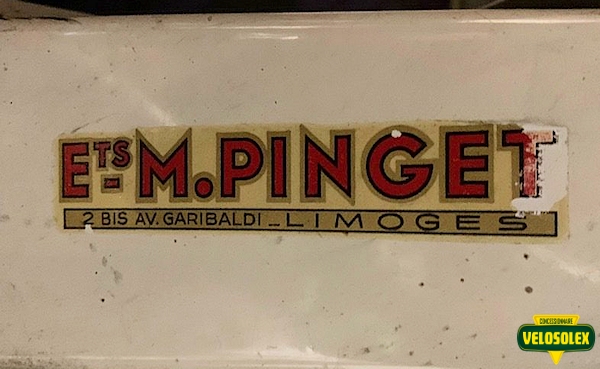 ETS M. PINGET
2 BIS AV. GARIBALDI _ LIMOGES
CONCESSIONNAIRE
VELOSOLEX